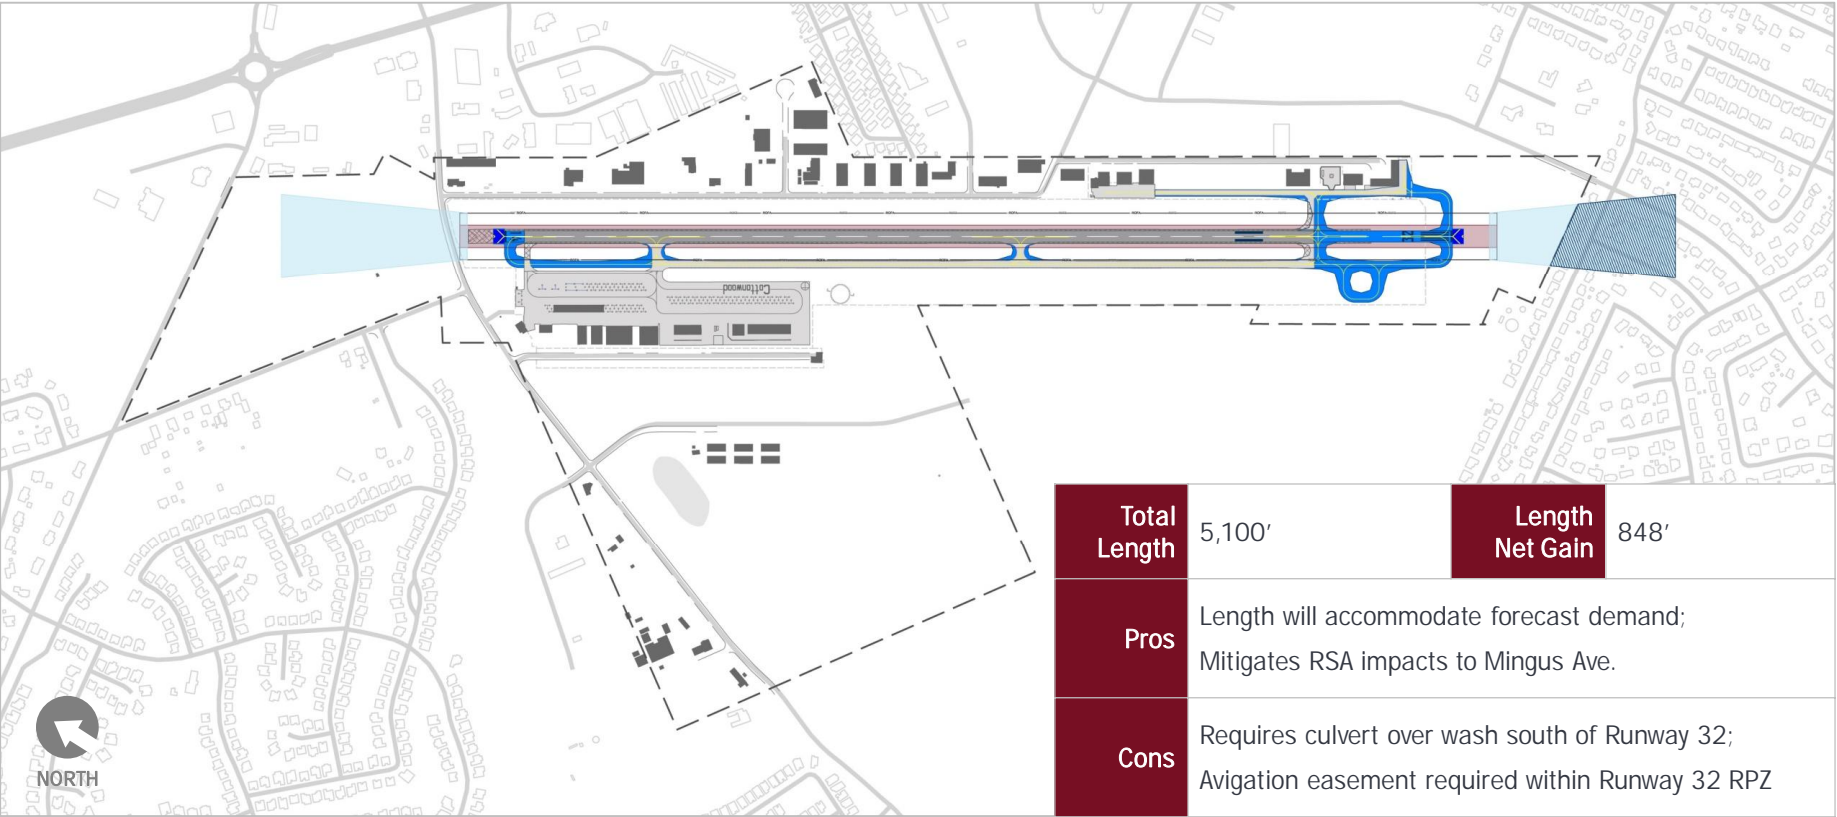 Cottonwood
Total
Length
5,100′
Length
Net Gain
848′
Pros
Length will accommodate forecast demand;
Mitigates RSA impacts to Mingus Ave.
Cons
Requires culvert over wash south of Runway 32;
Avigation easement required within Runway 32 RPZ
NORTH